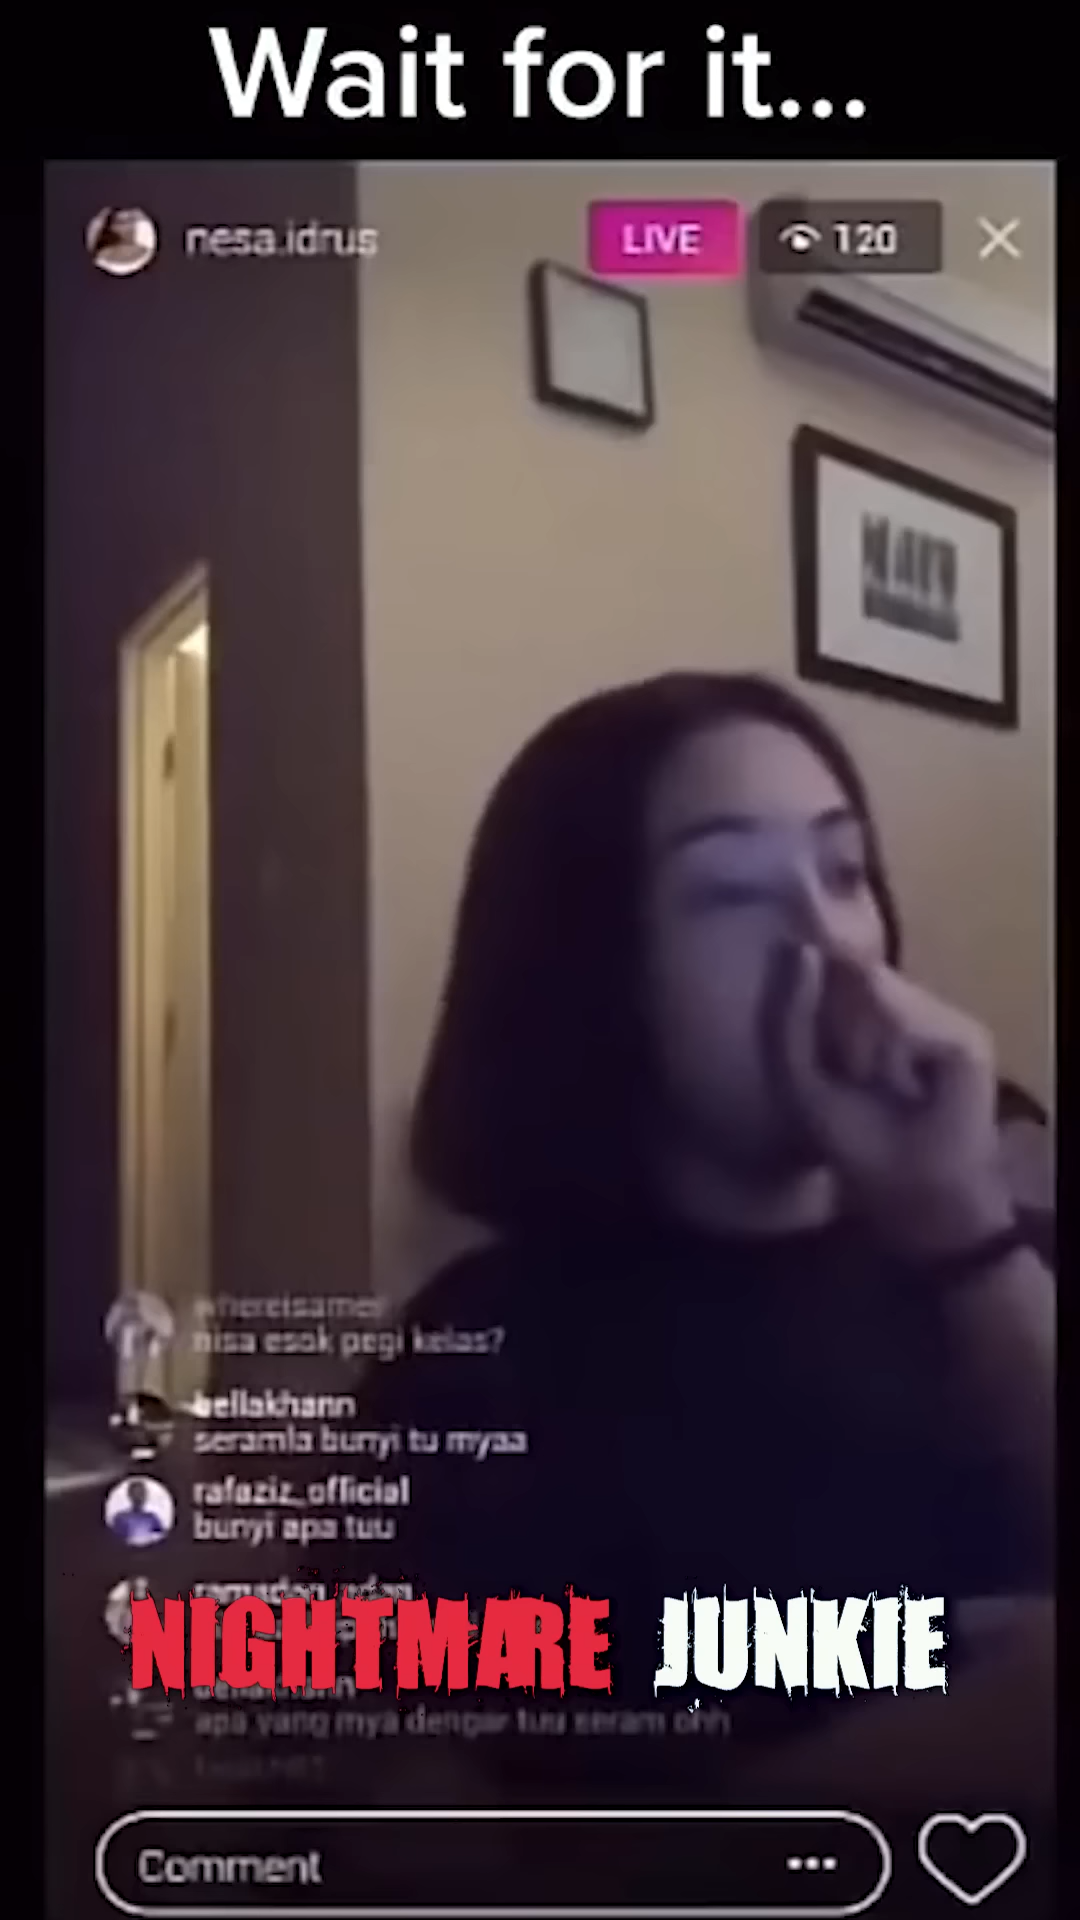 Wait for it...
nesa.idrus
LIVE
120
nisa esok pegi kelas?
bellakhann
seramla bunyi tu myaa
rafaziz_official
bunyi apa tuu
NIGHTMARE JUNKIE
apa yang mya dengar tuu seram ohh
Comment